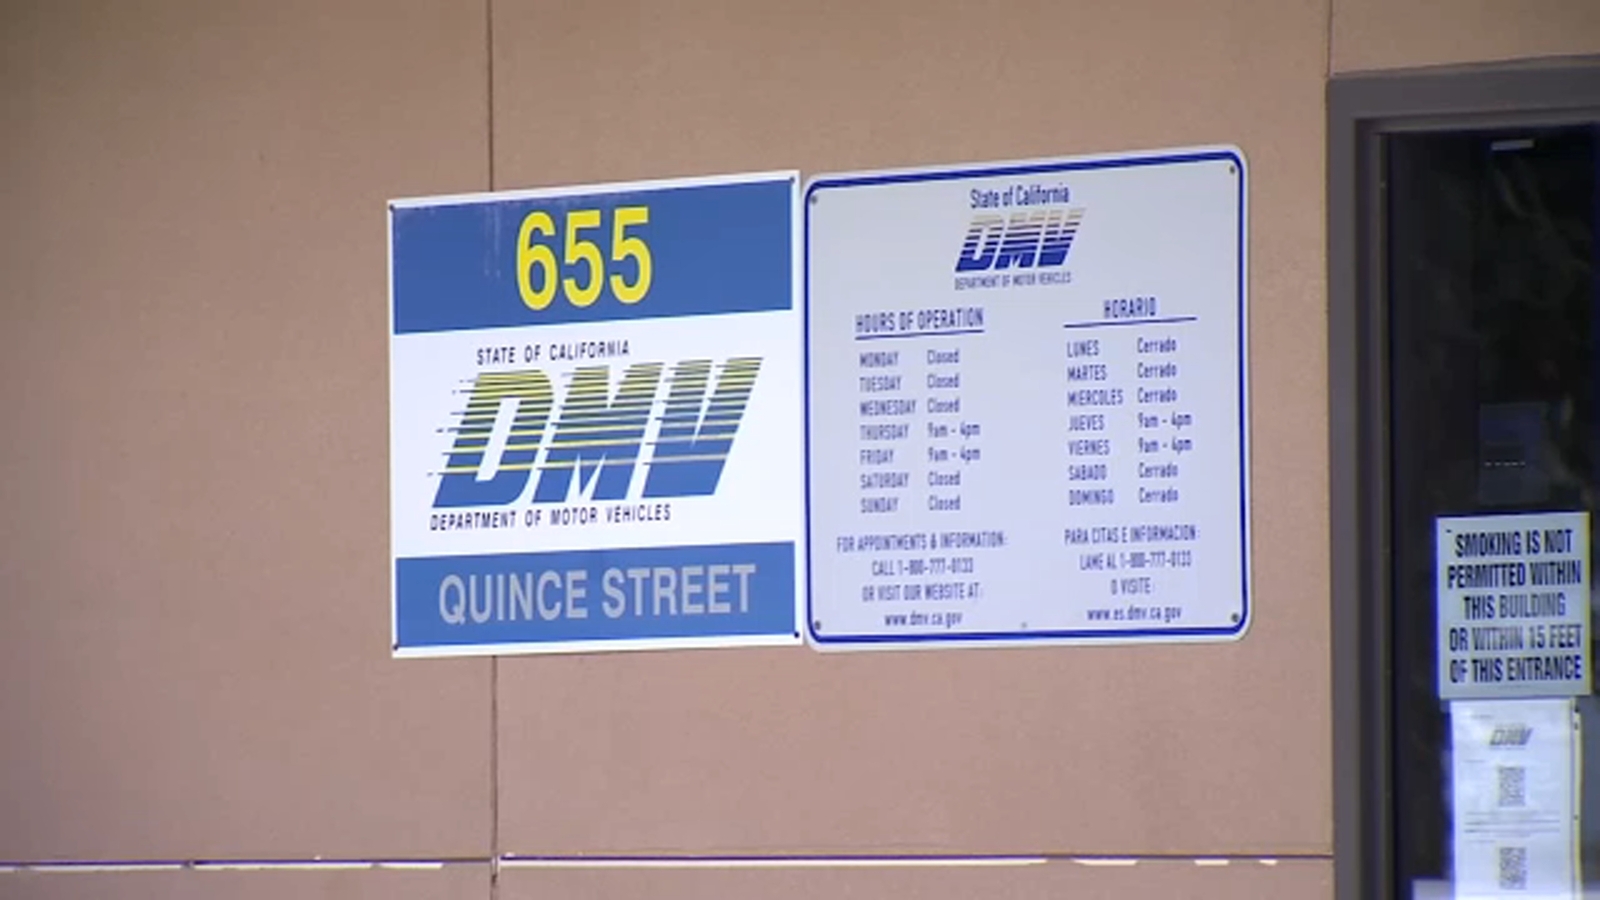 655
STATE OF CALIFORNIA
DMV
DEPARTMENT OF MOTOR VEHICLES
QUINCE STREET
State of California
DMV
DEPARTMENT OF MOTOR VEHICLES
HOURS OF OPERATION
MONDAY Closed
TUESDAY Closed
WEDNESDAY Closed
THURSDAY 9am - 4pm
FRIDAY 9am - 4pm
SATURDAY Closed
SUNDAY Closed
FOR APPOINTMENTS & INFORMATION:
CALL 1-800-777-0133
OR VISIT OUR WEBSITE AT:
www.dmv.ca.gov
HORARIO
LUNES Cerrado
MARTES Cerrado
MIERCOLES Cerrado
JUEVES 9am - 4pm
VIERNES 9am - 4pm
SABADO Cerrado
DOMINGO Cerrado
PARA CITAS E INFORMACION:
LAME AL 1-800-777-0133
O VISITE:
www.es.dmv.ca.gov
SMOKING IS NOT
PERMITTED WITHIN
THIS BUILDING
OR WITHIN 15 FEET
OF THIS ENTRANCE
DMV